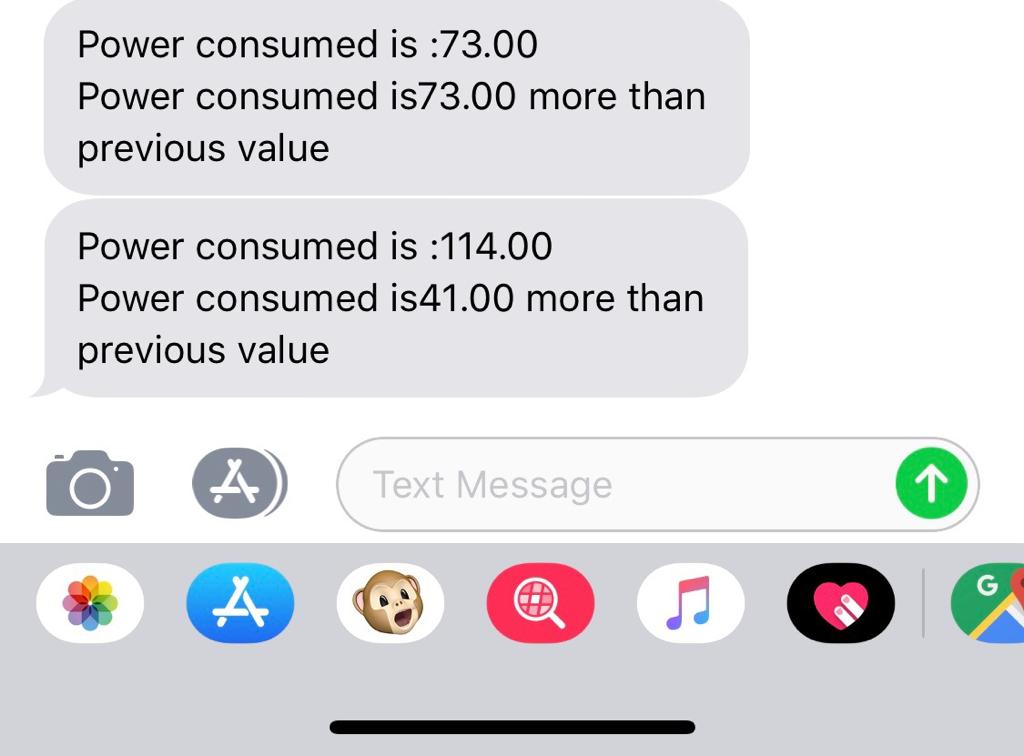 Power consumed is :73.00
Power consumed is73.00 more than
previous value
Power consumed is :114.00
Power consumed is41.00 more than
previous value
Text Message
G